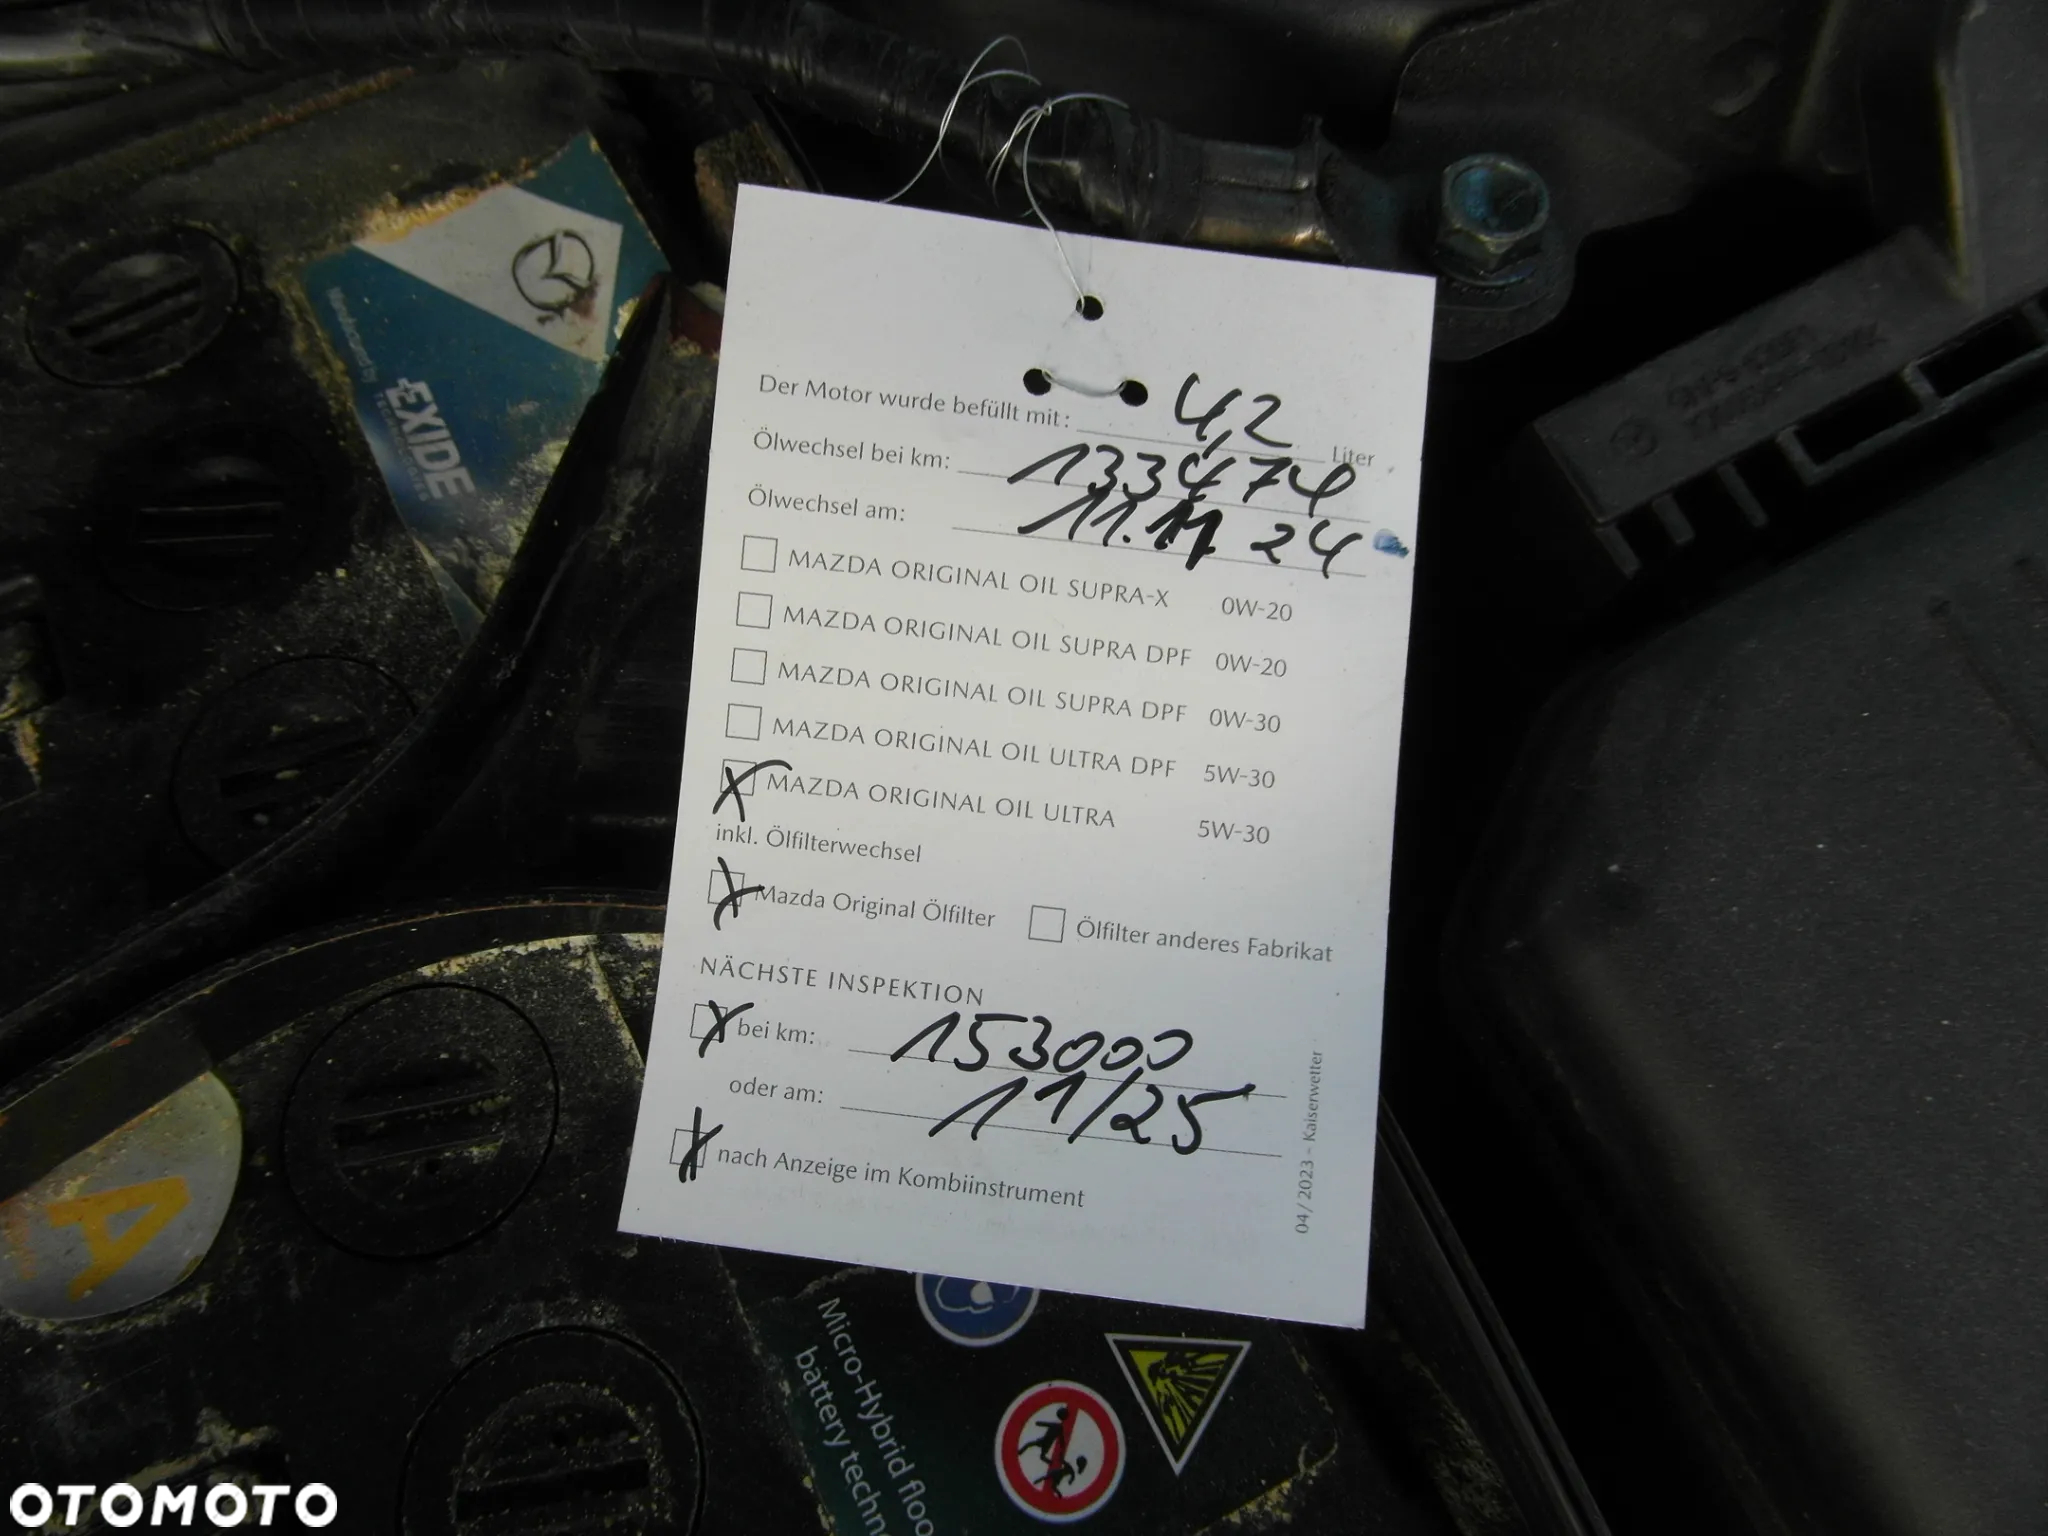 Der Motor wurde befüllt mit: 4,2 Liter
Ölwechsel bei km: 133474
Ölwechsel am: 11.11 24
MAZDA ORIGINAL OIL SUPRA-X 0W-20
MAZDA ORIGINAL OIL SUPRA DPF 0W-20
MAZDA ORIGINAL OIL SUPRA DPF 0W-30
MAZDA ORIGINAL OIL ULTRA DPF 5W-30
X MAZDA ORIGINAL OIL ULTRA 5W-30
inkl. Ölfilterwechsel
X Mazda Original Ölfilter Ölfilter anderes Fabrikat
NÄCHSTE INSPEKTION
X bei km: 153000
oder am: 11/25
X nach Anzeige im Kombiinstrument
04/2023 - Kaiserwetter
EXIDE
TECHNOLOGIES
A
Micro-Hybrid floo
battery techn
OTOMOTO